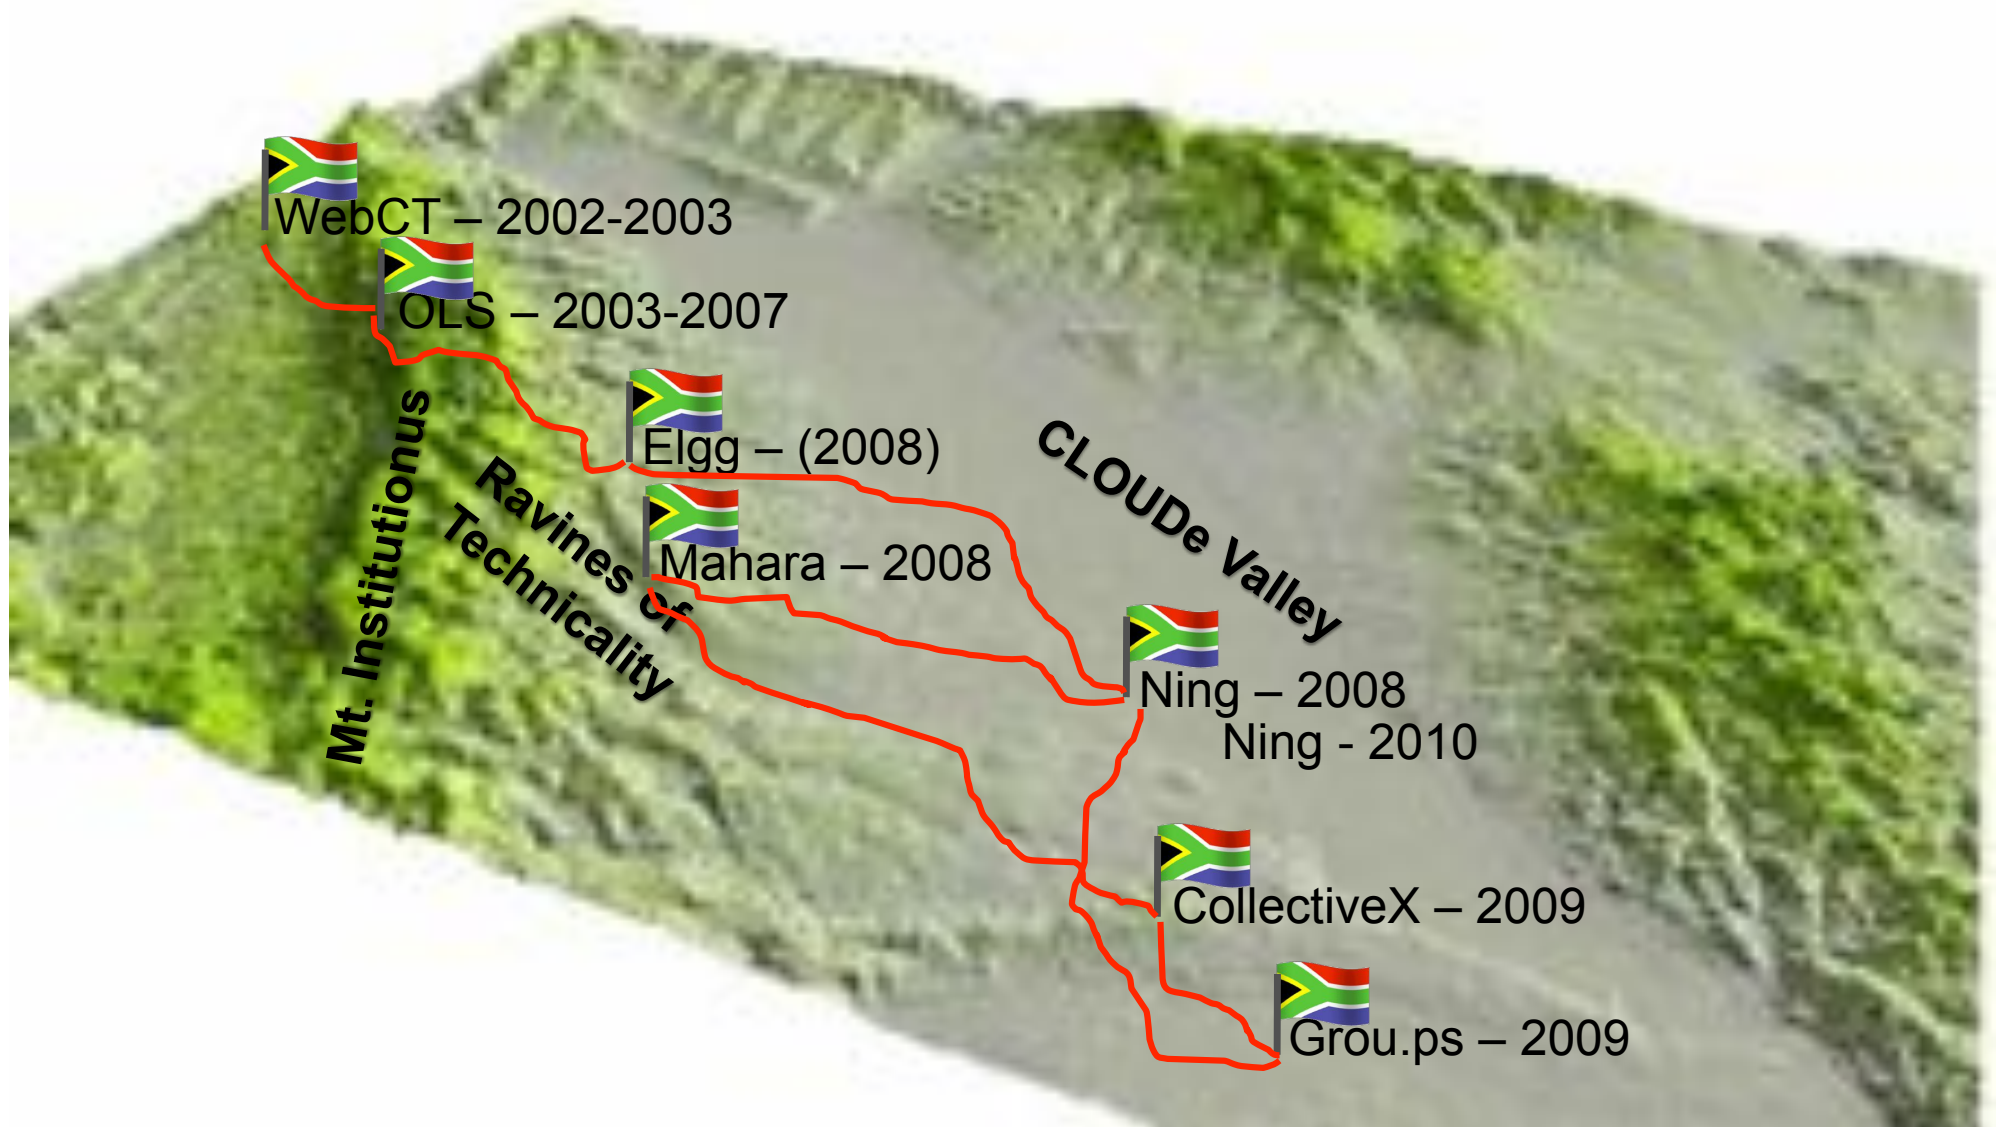 WebCT – 2002-2003
OLS – 2003-2007
Elgg – (2008)
Mt. Institutionus
Ravines of
Technicality
CLOUDe Valley
Mahara – 2008
Ning – 2008
Ning - 2010
CollectiveX – 2009
Grou.ps – 2009